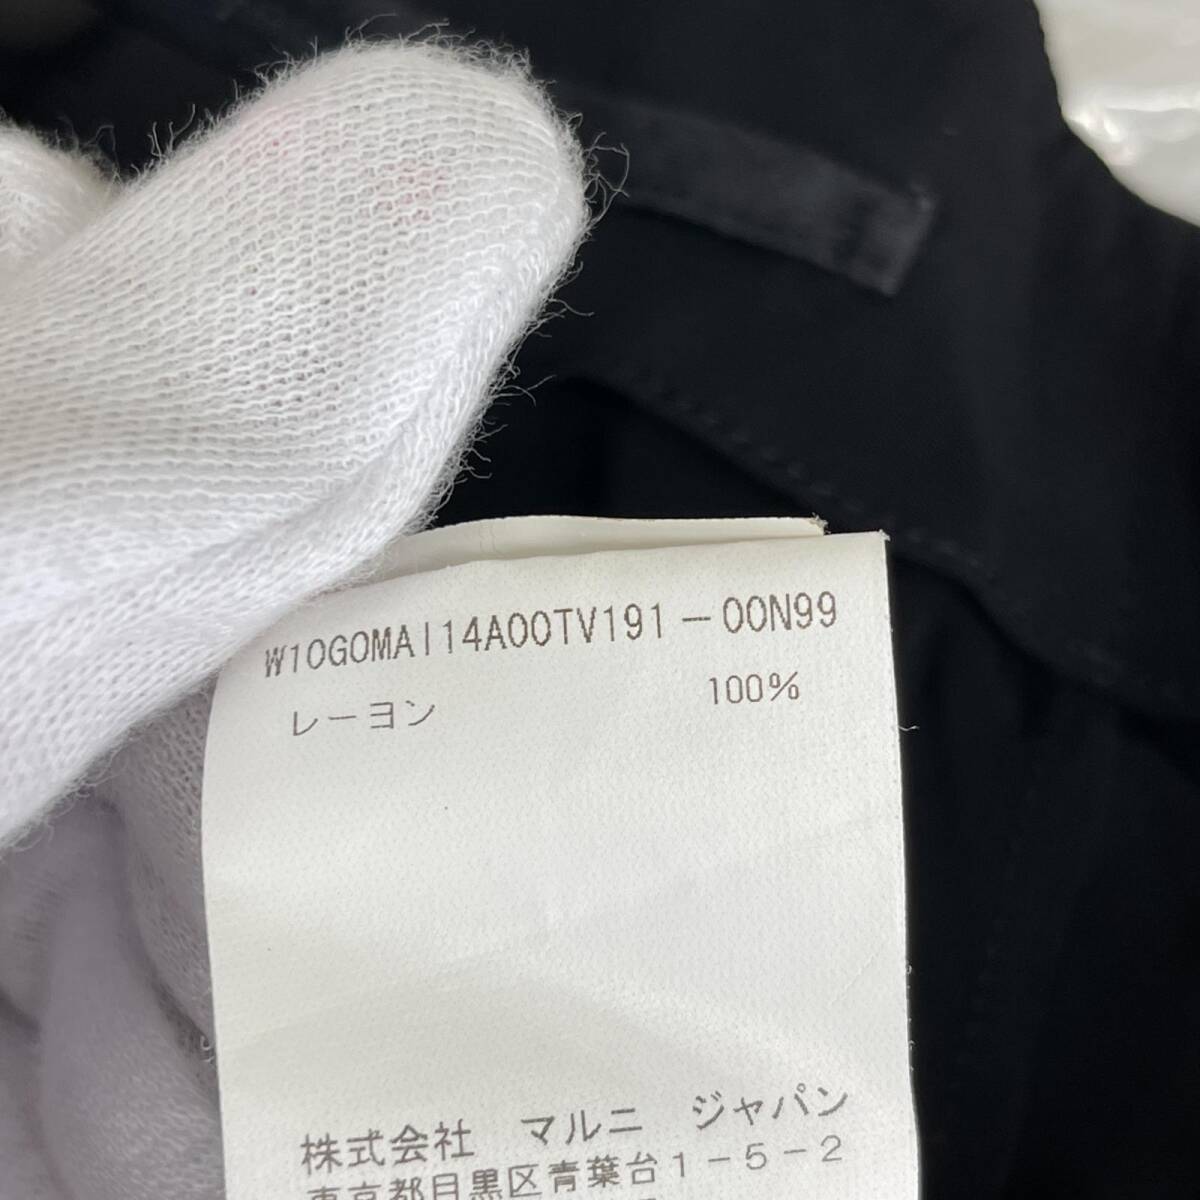 W10GOMAI14A00TV191-00N99
レーヨン 100%
株式会社 マルニ ジャパン
東京都目黒区青葉台1-5-2